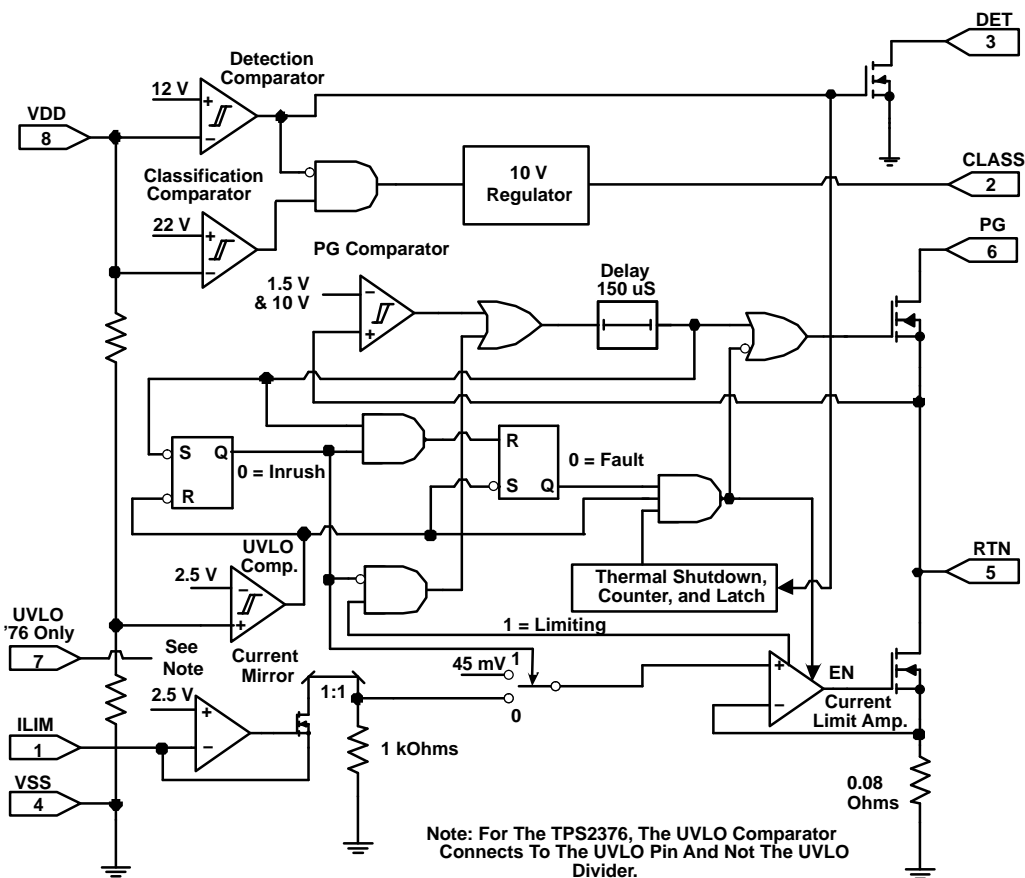 DET
3
Detection
Comparator
12 V
+
−
VDD
8
Classification
Comparator
22 V
+
−
10 V
Regulator
CLASS
2
PG
6
PG Comparator
1.5 V
& 10 V
−
+
Delay
150 uS
S Q
R
0 = Inrush
R
S Q
0 = Fault
UVLO
Comp.
2.5 V
−
+
Thermal Shutdown,
Counter, and Latch
RTN
5
UVLO
'76 Only
7
See
Note
Current
Mirror
1:1
1 = Limiting
45 mV
1
0
+
−
EN
Current
Limit Amp.
2.5 V
+
−
ILIM
1
1 kOhms
VSS
4
0.08
Ohms
Note: For The TPS2376, The UVLO Comparator
Connects To The UVLO Pin And Not The UVLO
Divider.